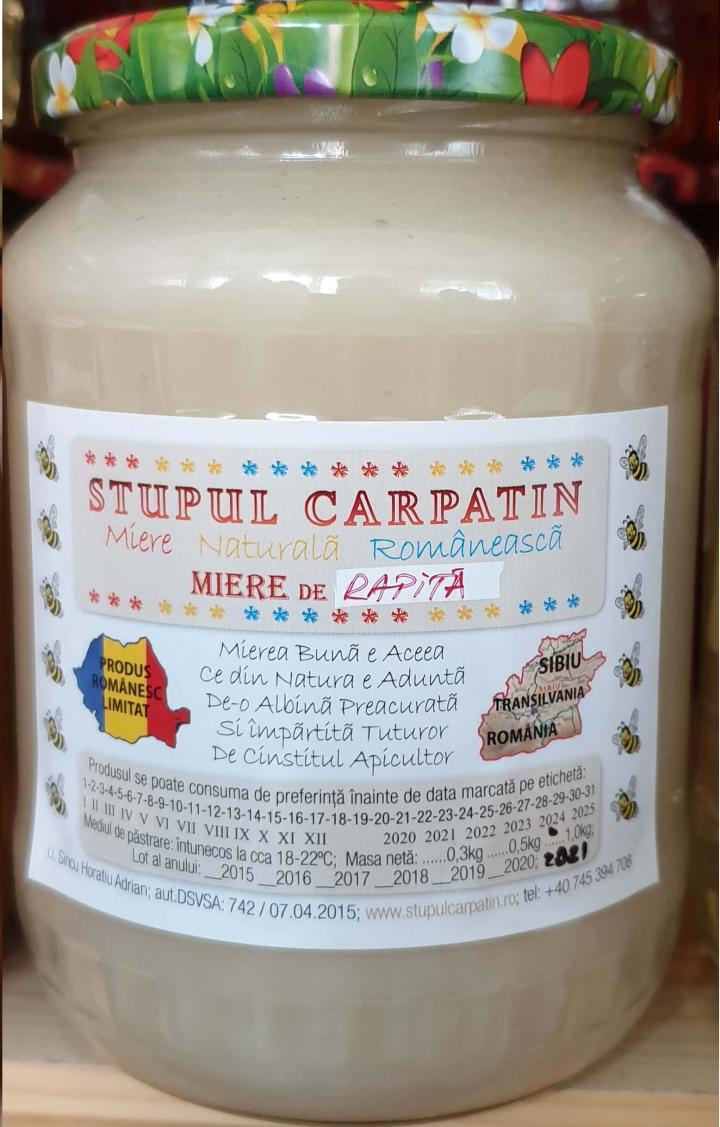 STUPUL CARPATIN
Miere Naturală Românească
MIERE DE RAPIȚĂ
PRODUS
ROMÂNESC
LIMITAT
Mierea Bună e Aceea
Ce din Natura e Aduntă
De-o Albină Preacurată
Si împărtită Tuturor
De Cinstitul Apicultor
SIBIU
SIBIU
TRANSILVANIA
ROMÂNIA
Produsul se poate consuma de preferință înainte de data marcată pe etichetă:
1-2-3-4-5-6-7-8-9-10-11-12-13-14-15-16-17-18-19-20-21-22-23-24-25-26-27-28-29-30-31
I II III IV V VI VII VIII IX X XI XII 2020 2021 2022 2023 2024 2025
Mediul de păstrare: întunecos la cca 18-22ºC; Masa netă: ......0,3kg ......0,5kg ......1,0kg;
Lot al anului: __2015 __2016 __2017 __2018 __2019 __2020; 2021
Î.I. Sincu Horatiu Adrian; aut.DSVSA: 742 / 07.04.2015; www.stupulcarpatin.ro; tel: +40 745 394 708